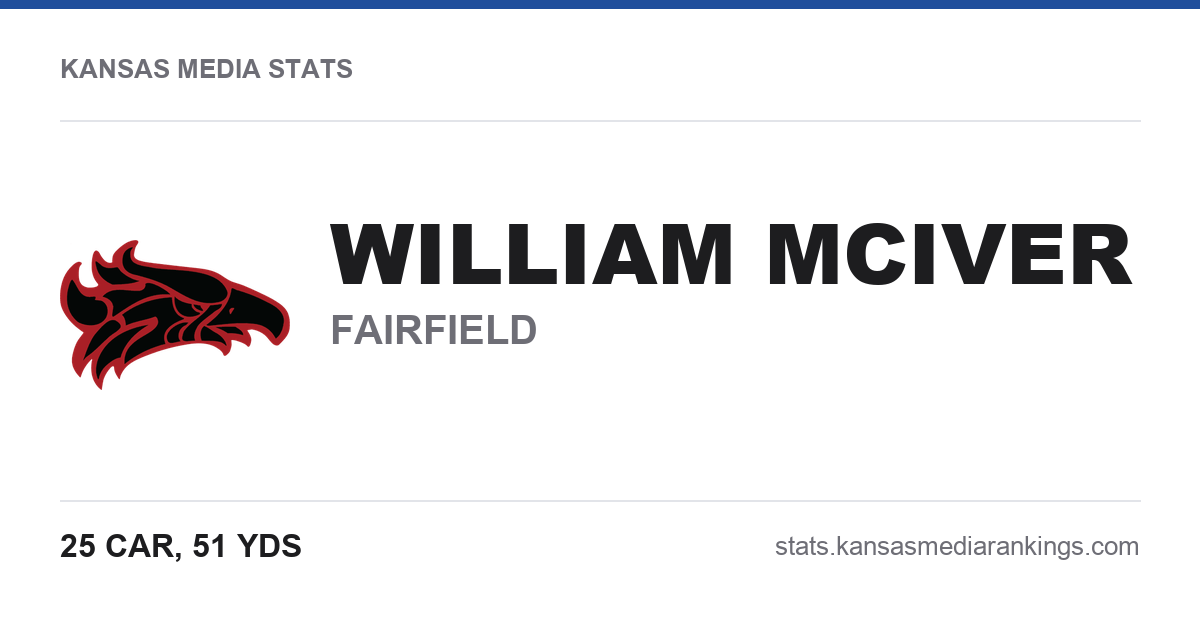 KANSAS MEDIA STATS
WILLIAM MCIVER
FAIRFIELD
25 CAR, 51 YDS
stats.kansasmediarankings.com